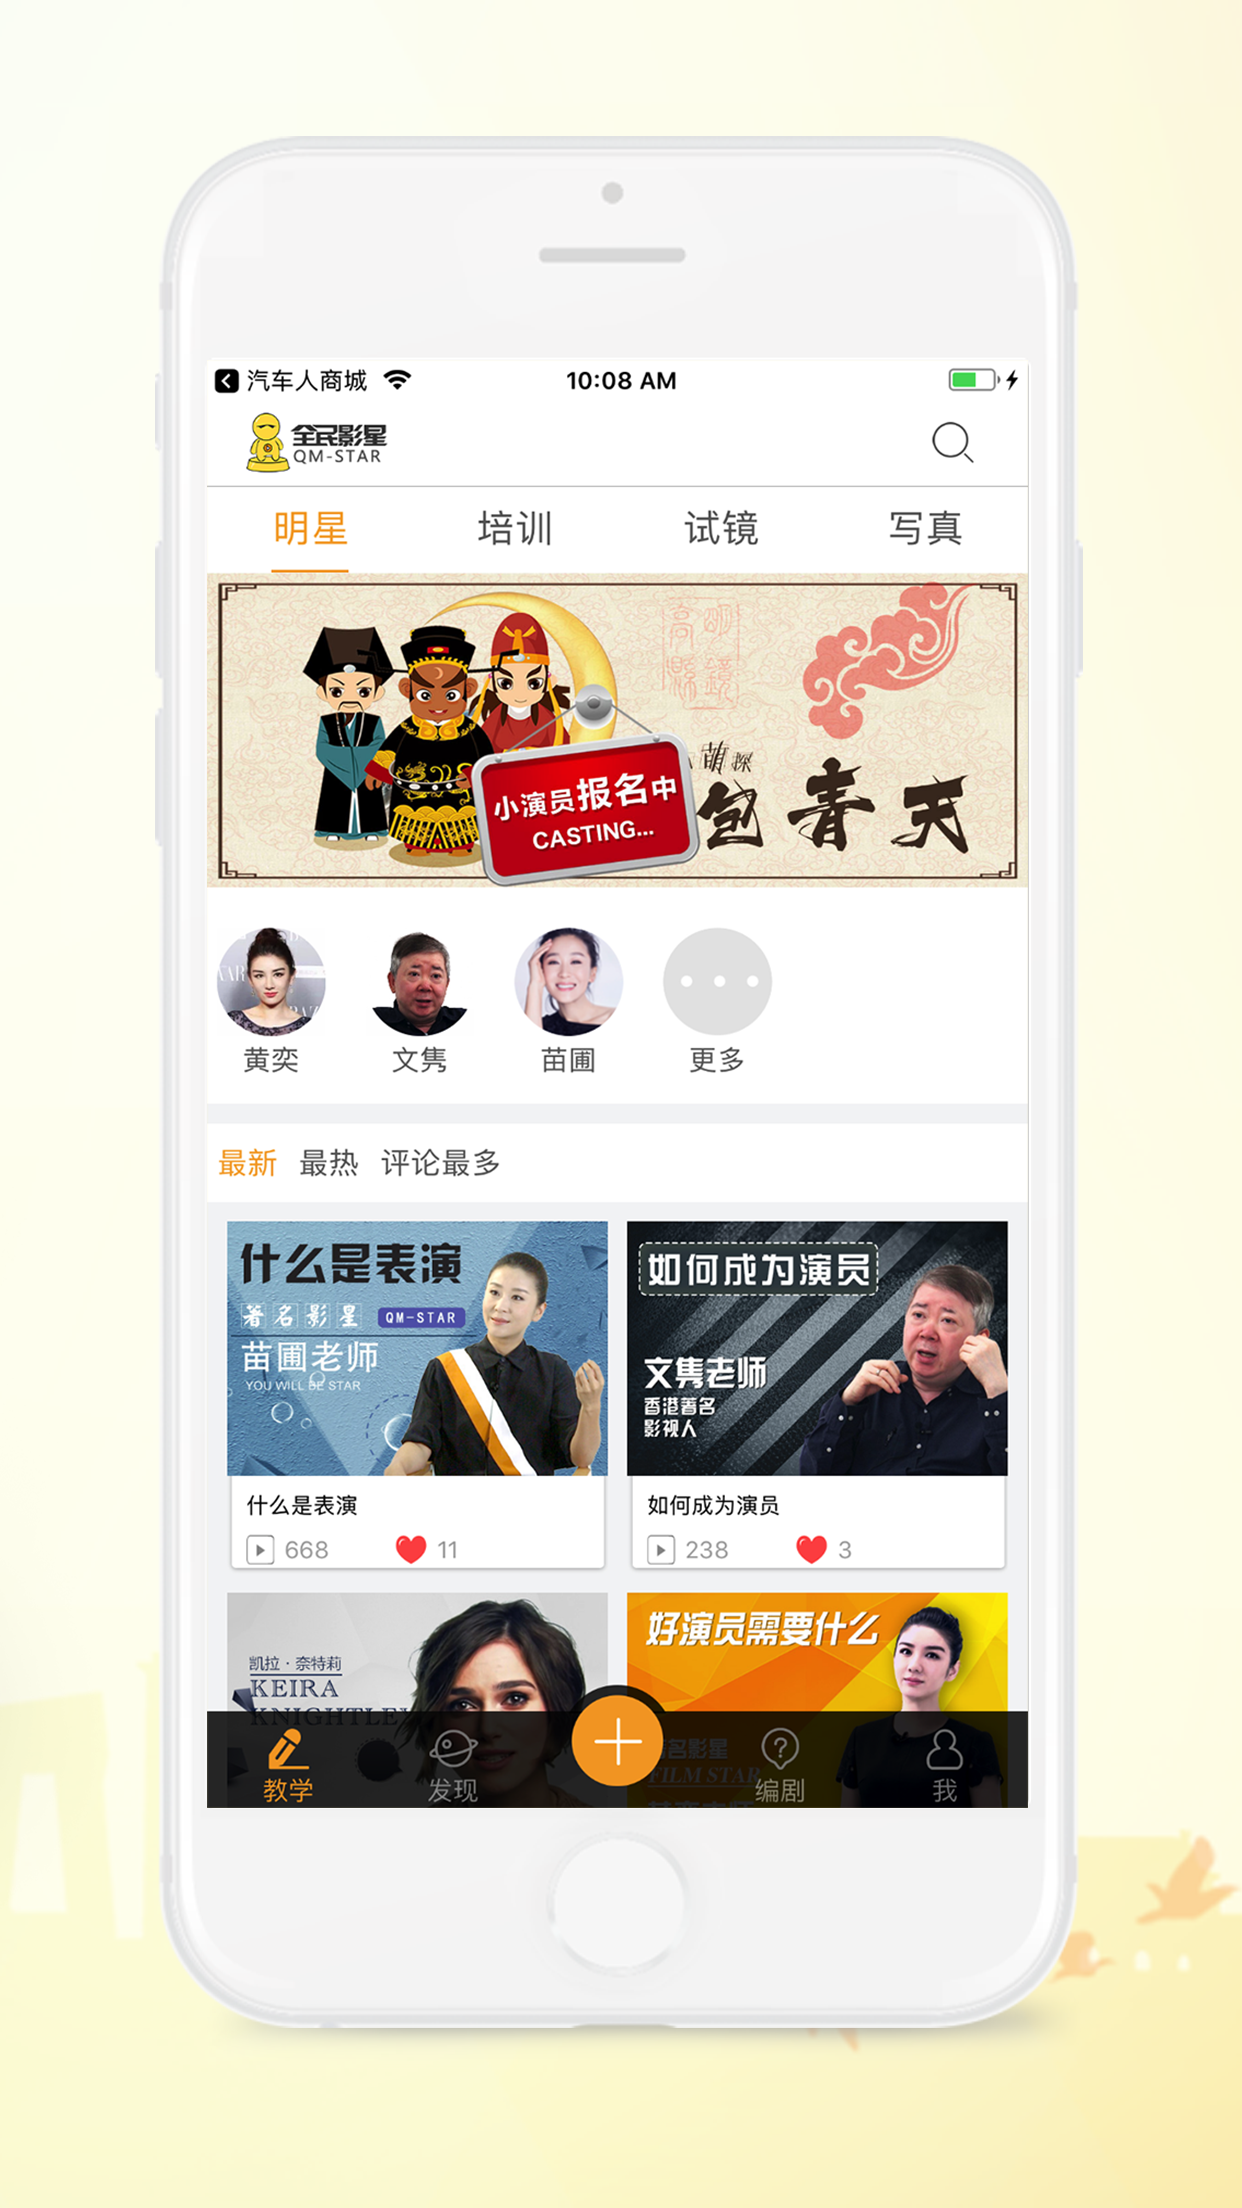 汽车人商城
10:08 AM
全民影星
QM-STAR
明星 培训 试镜 写真
高明
縣鏡
萌探
包青天
小演员报名中
CASTING...
黄奕 文隽 苗圃 更多
最新 最热 评论最多
什么是表演
著名影星 QM-STAR
苗圃老师
YOU WILL BE STAR
什么是表演
668 11
如何成为演员
文隽老师
香港著名
影视人
如何成为演员
238 3
凯拉·奈特莉
KEIRA
KNIGHTLEY
好演员需要什么
名影星
FILM STAR
教学 发现 编剧 我